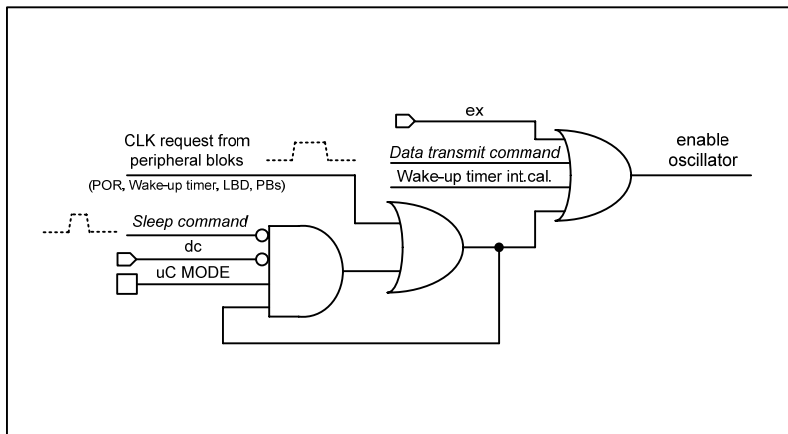 ex
CLK request from
peripheral bloks
(POR, Wake-up timer, LBD, PBs)
Data transmit command
Wake-up timer int.cal.
enable
oscillator
Sleep command
dc
uC MODE